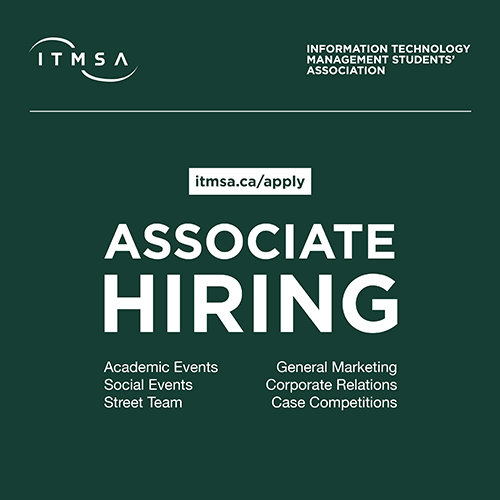 ITMSA
INFORMATION TECHNOLOGY
MANAGEMENT STUDENTS'
ASSOCIATION
itmsa.ca/apply
ASSOCIATE
HIRING
Academic Events
Social Events
Street Team
General Marketing
Corporate Relations
Case Competitions